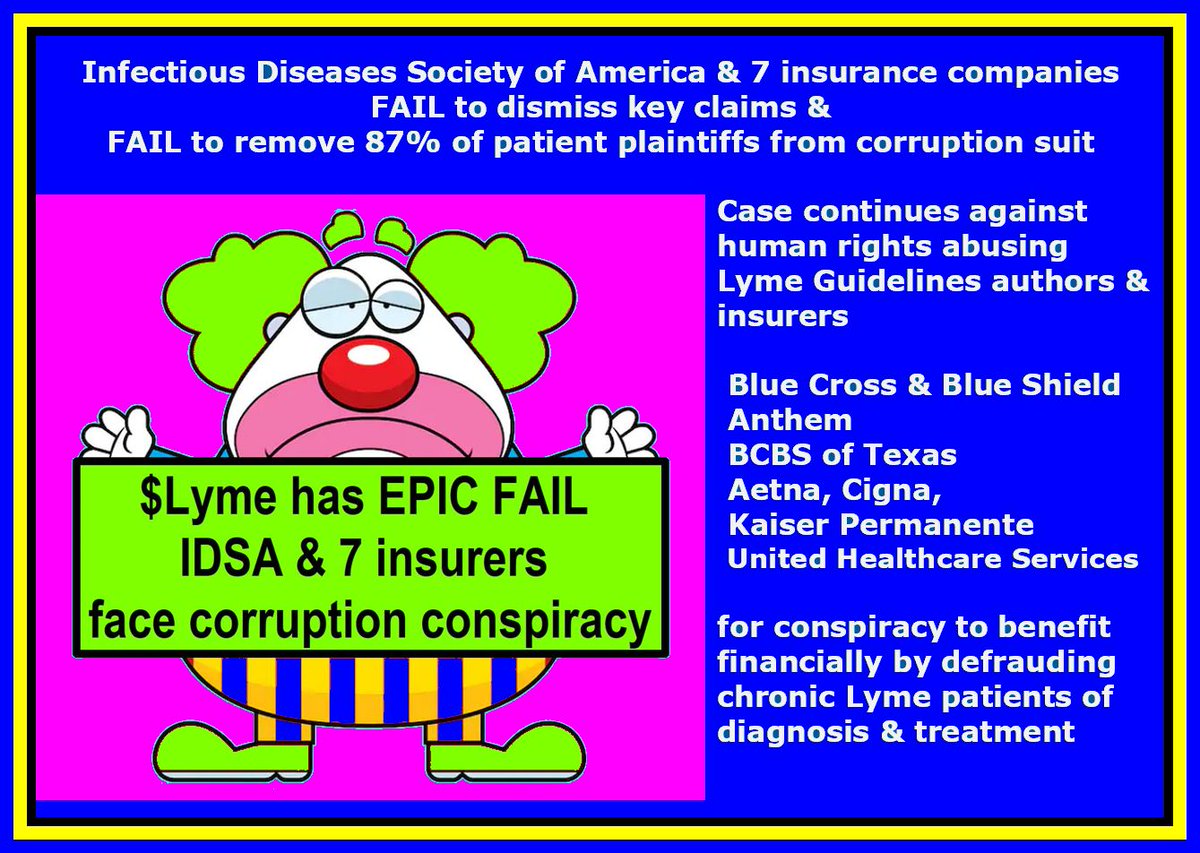 Infectious Diseases Society of America & 7 insurance companies
FAIL to dismiss key claims &
FAIL to remove 87% of patient plaintiffs from corruption suit
Case continues against
human rights abusing
Lyme Guidelines authors &
insurers
Blue Cross & Blue Shield
Anthem
BCBS of Texas
Aetna, Cigna,
Kaiser Permanente
United Healthcare Services
for conspiracy to benefit
financially by defrauding
chronic Lyme patients of
diagnosis & treatment
$Lyme has EPIC FAIL
IDSA & 7 insurers
face corruption conspiracy